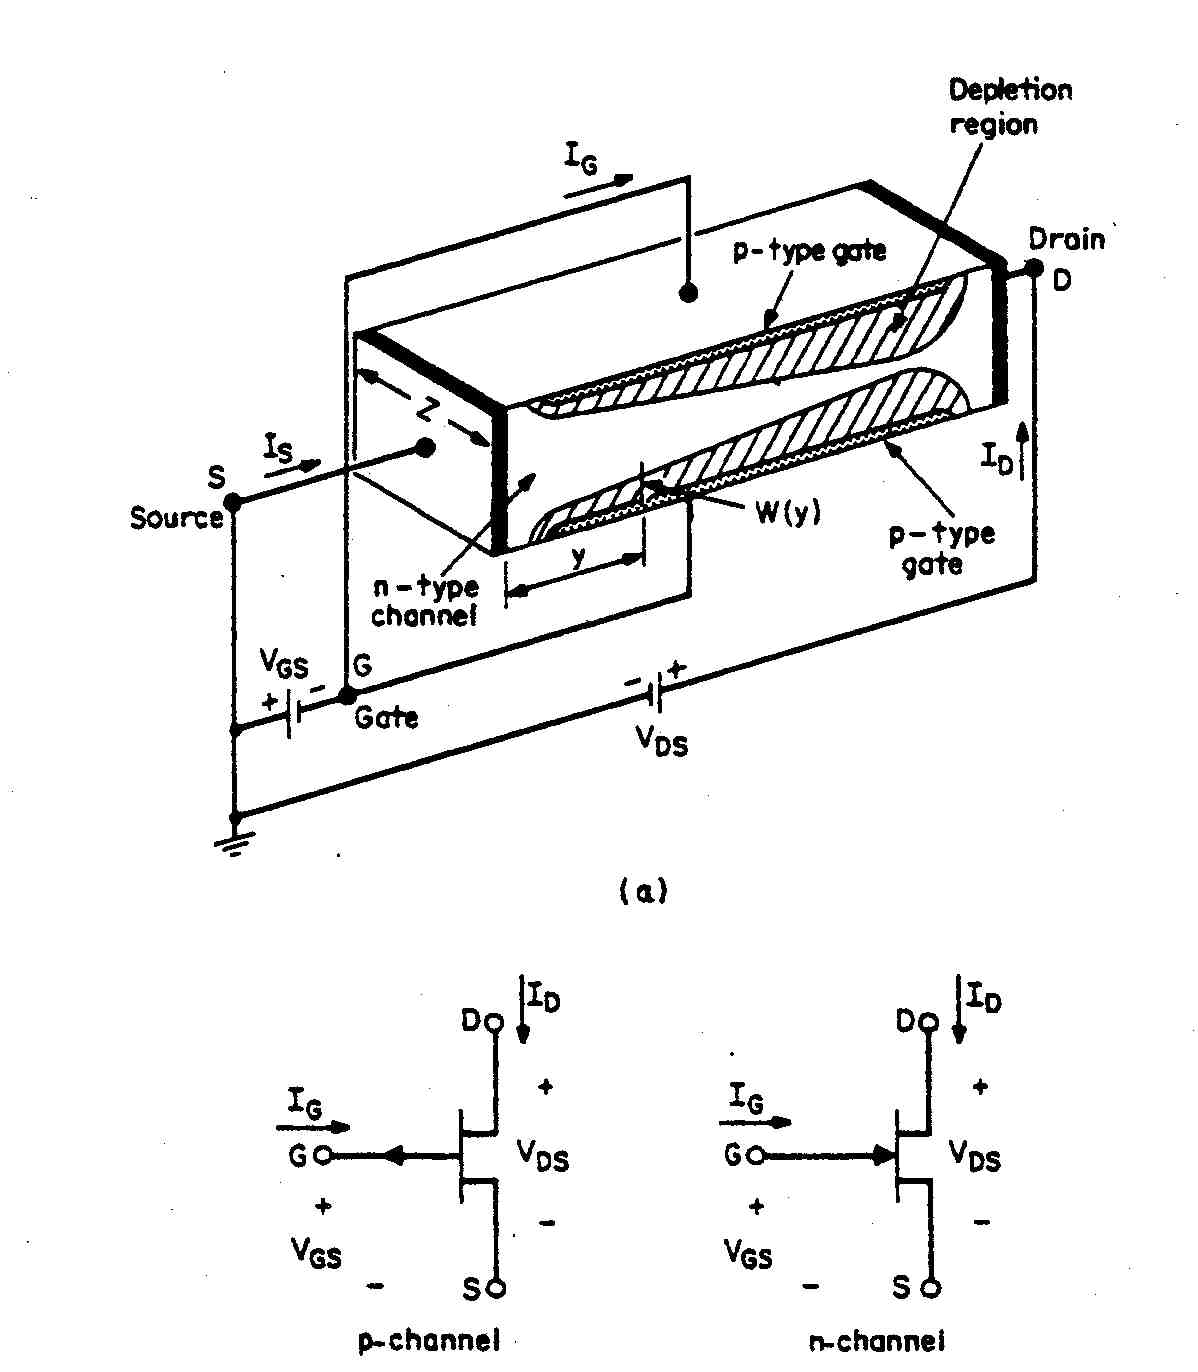 Depletion
region
I_G
p-type gate
Drain
D
Z
I_S
S
Source
I_D
W(y)
p-type
gate
y
n-type
channel
V_GS
G
+
-
Gate
-
+
V_DS
(a)
I_D
D
+
I_G
G
V_DS
+
-
V_GS
-
S
p-channel
I_D
D
+
I_G
G
V_DS
+
-
V_GS
-
S
n-channel